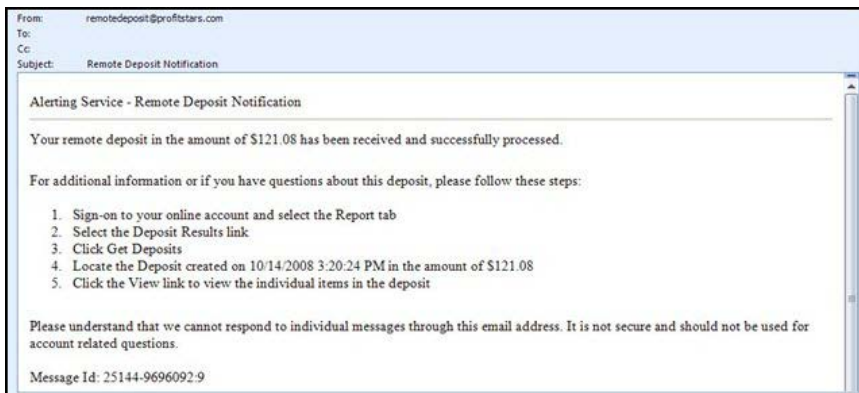 From: remotedeposit@profitstars.com
To:
Cc:
Subject: Remote Deposit Notification
Alerting Service - Remote Deposit Notification
Your remote deposit in the amount of $121.08 has been received and successfully processed.
For additional information or if you have questions about this deposit, please follow these steps:
1. Sign-on to your online account and select the Report tab
2. Select the Deposit Results link
3. Click Get Deposits
4. Locate the Deposit created on 10/14/2008 3:20:24 PM in the amount of $121.08
5. Click the View link to view the individual items in the deposit
Please understand that we cannot respond to individual messages through this email address. It is not secure and should not be used for
account related questions.
Message Id: 25144-9696092:9